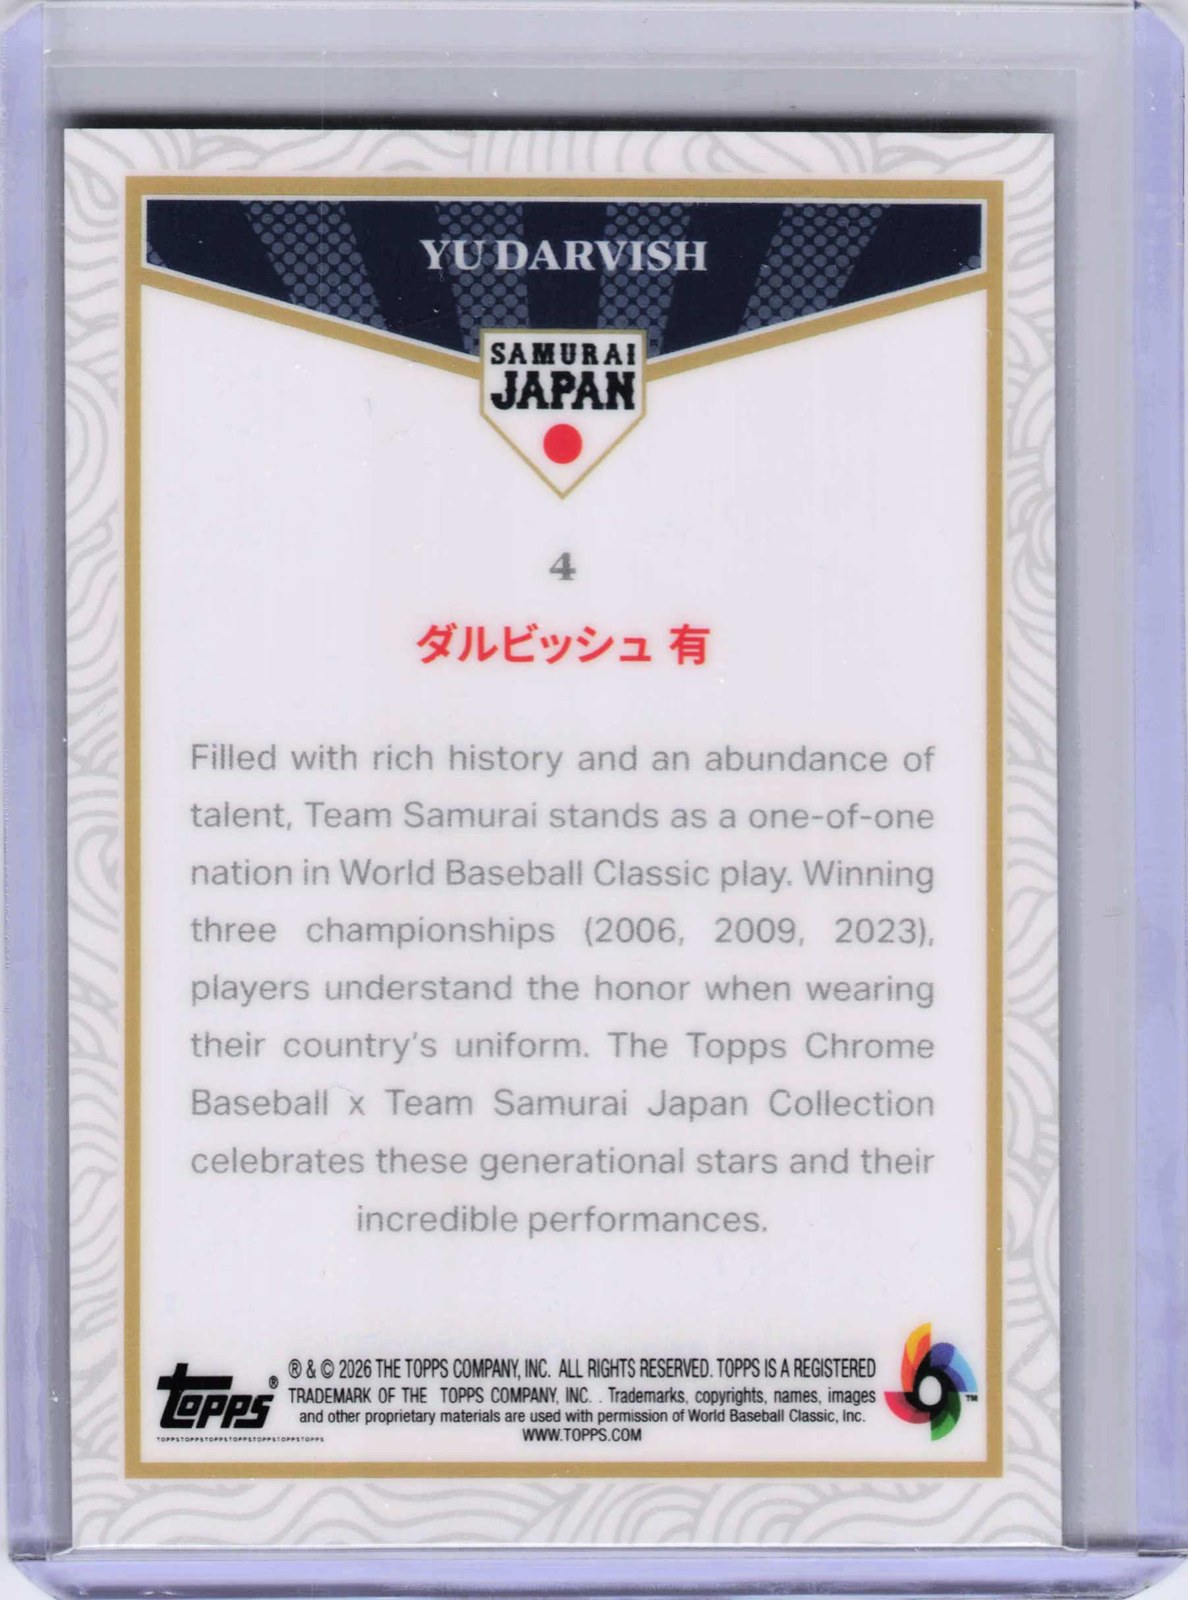 YU DARVISH
SAMURAI
JAPAN
4
ダルビッシュ 有
Filled with rich history and an abundance of
talent, Team Samurai stands as a one-of-one
nation in World Baseball Classic play. Winning
three championships (2006, 2009, 2023),
players understand the honor when wearing
their country's uniform. The Topps Chrome
Baseball x Team Samurai Japan Collection
celebrates these generational stars and their
incredible performances.
topps®
TOPPSTOPPSTOPPSTOPPSTOPPSTOPPSTOPPSTOPPS
® & © 2026 THE TOPPS COMPANY, INC. ALL RIGHTS RESERVED. TOPPS IS A REGISTERED
TRADEMARK OF THE TOPPS COMPANY, INC. . Trademarks, copyrights, names, images
and other proprietary materials are used with permission of World Baseball Classic, Inc.
WWW.TOPPS.COM
™